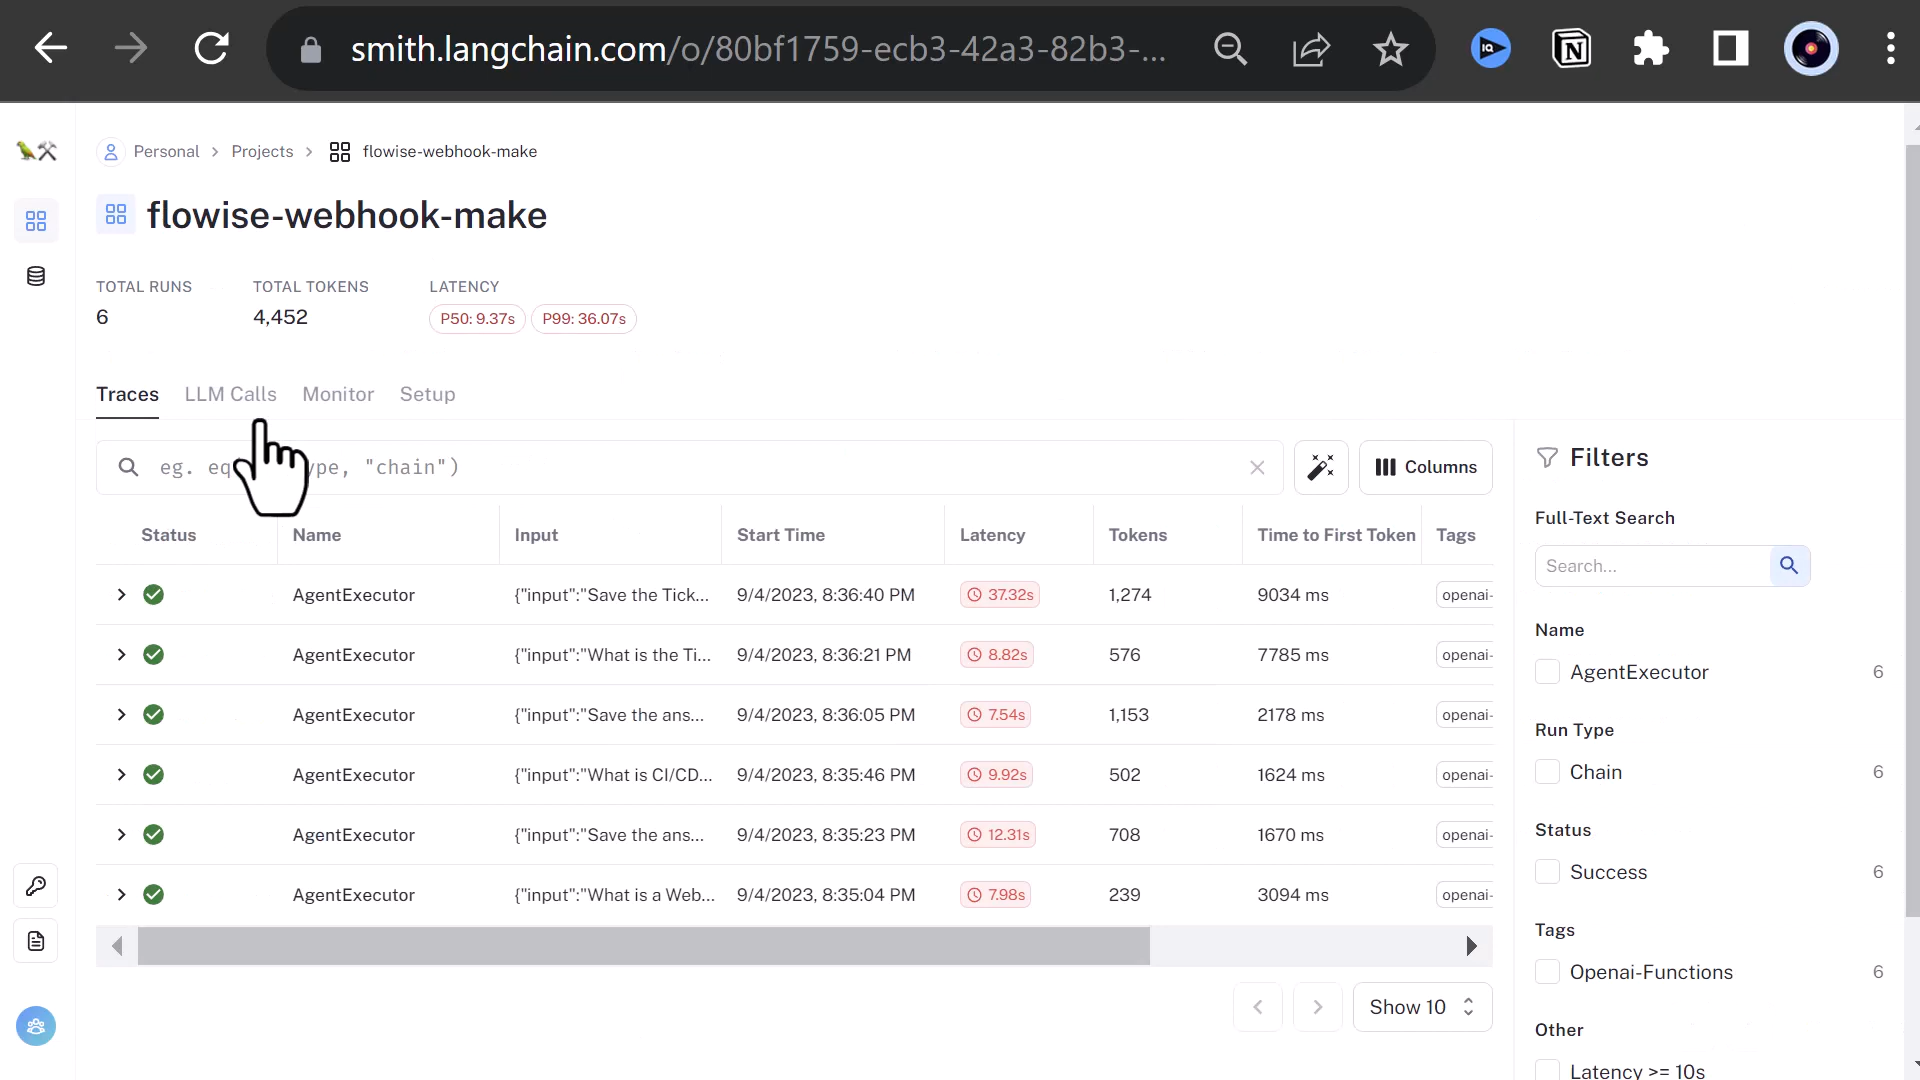 smith.langchain.com/o/80bf1759-ecb3-42a3-82b3-...
Personal > Projects > flowise-webhook-make
flowise-webhook-make
TOTAL RUNS TOTAL TOKENS LATENCY
6 4,452 P50: 9.37s P99: 36.07s
Traces LLM Calls Monitor Setup
eg. eq ype, "chain") Columns
Status Name Input Start Time Latency Tokens Time to First Token Tags
AgentExecutor {"input":"Save the Tick... 9/4/2023, 8:36:40 PM 37.32s 1,274 9034 ms openai-
AgentExecutor {"input":"What is the Ti... 9/4/2023, 8:36:21 PM 8.82s 576 7785 ms openai-
AgentExecutor {"input":"Save the ans... 9/4/2023, 8:36:05 PM 7.54s 1,153 2178 ms openai-
AgentExecutor {"input":"What is CI/CD... 9/4/2023, 8:35:46 PM 9.92s 502 1624 ms openai-
AgentExecutor {"input":"Save the ans... 9/4/2023, 8:35:23 PM 12.31s 708 1670 ms openai-
AgentExecutor {"input":"What is a Web... 9/4/2023, 8:35:04 PM 7.98s 239 3094 ms openai-
Show 10
Filters
Full-Text Search
Search...
Name
AgentExecutor 6
Run Type
Chain 6
Status
Success 6
Tags
Openai-Functions 6
Other
Latency >= 10s